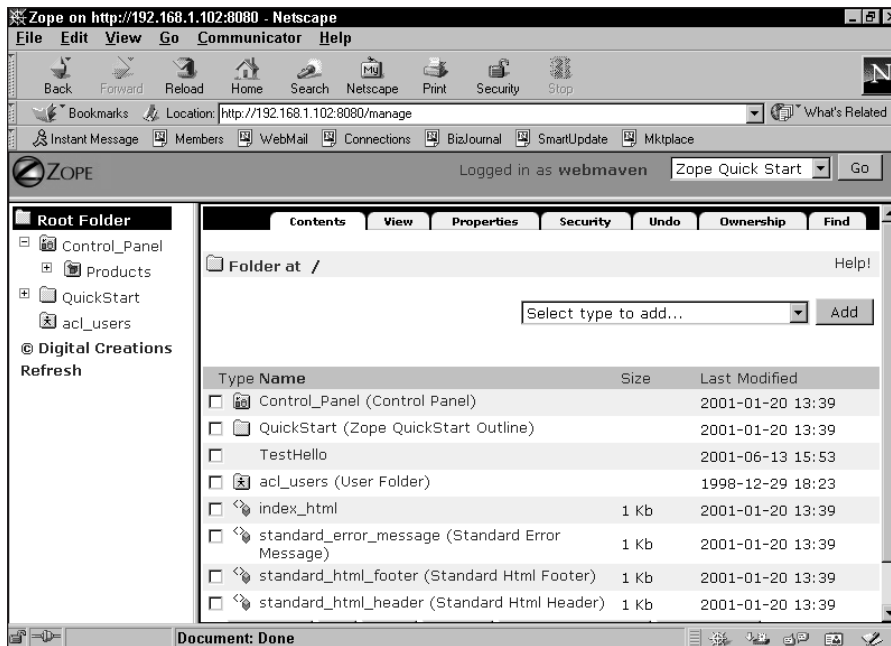 Zope on http://192.168.1.102:8080 - Netscape
File Edit View Go Communicator Help
My
N
Back Forward Reload Home Search Netscape Print Security Stop
Bookmarks Location: http://192.168.1.102:8080/manage What's Related
Instant Message Members WebMail Connections BizJournal SmartUpdate Mktplace
ZOPE Logged in as webmaven Zope Quick Start Go
Root Folder
Control_Panel
Products
QuickStart
acl_users
© Digital Creations
Refresh
Contents View Properties Security Undo Ownership Find
Folder at / Help!
Select type to add... Add
Type Name Size Last Modified
Control_Panel (Control Panel) 2001-01-20 13:39
QuickStart (Zope QuickStart Outline) 2001-01-20 13:39
TestHello 2001-06-13 15:53
acl_users (User Folder) 1998-12-29 18:23
index_html 1 Kb 2001-01-20 13:39
standard_error_message (Standard Error
Message) 1 Kb 2001-01-20 13:39
standard_html_footer (Standard Html Footer) 1 Kb 2001-01-20 13:39
standard_html_header (Standard Html Header) 1 Kb 2001-01-20 13:39
Document: Done